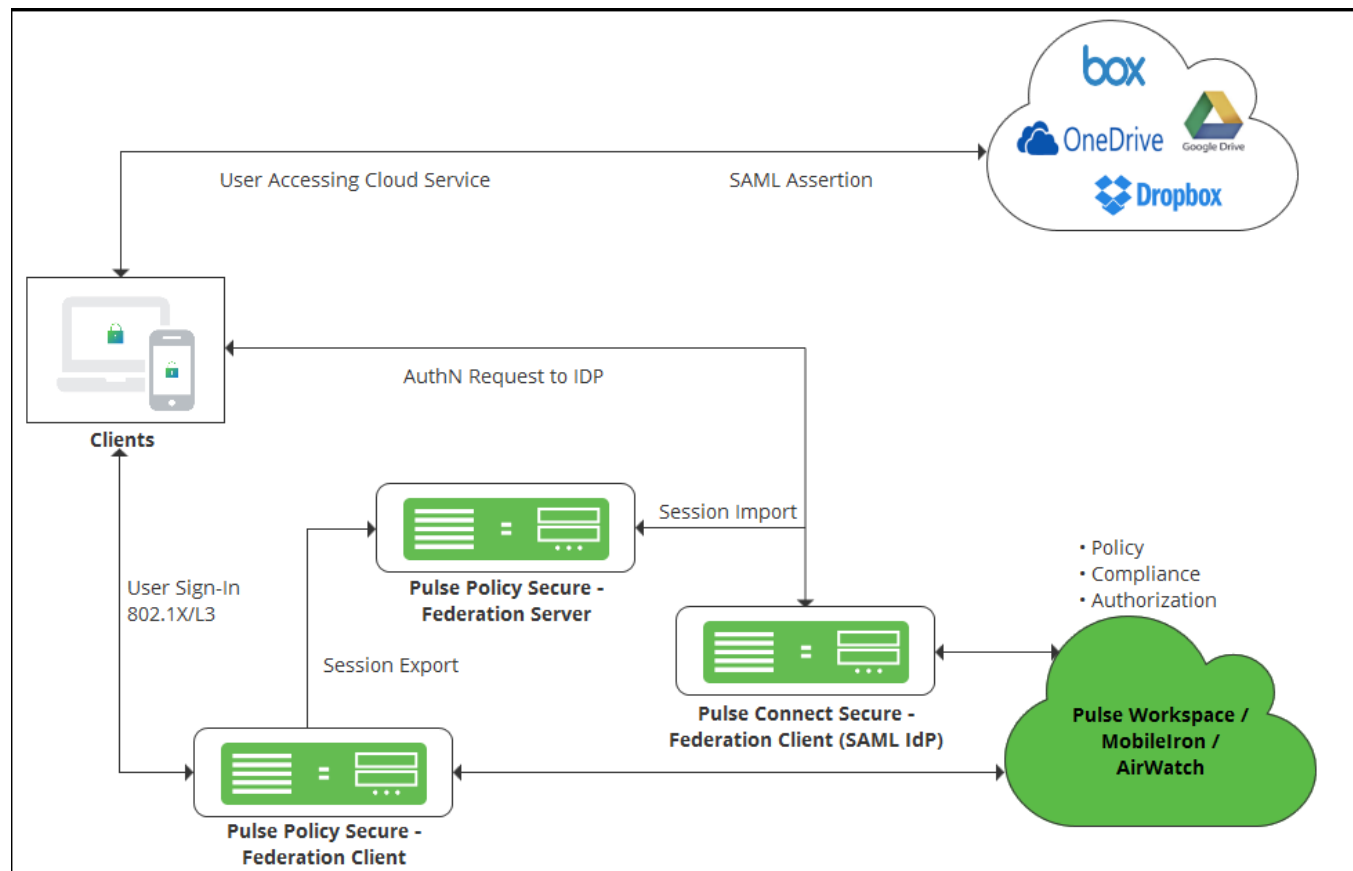 box
OneDrive
Google Drive
Dropbox
User Accessing Cloud Service
SAML Assertion
Clients
AuthN Request to IDP
Session Import
Pulse Policy Secure -
Federation Server
• Policy
• Compliance
• Authorization
User Sign-In
802.1X/L3
Session Export
Pulse Connect Secure -
Federation Client (SAML IdP)
Pulse Workspace /
MobileIron /
AirWatch
Pulse Policy Secure -
Federation Client